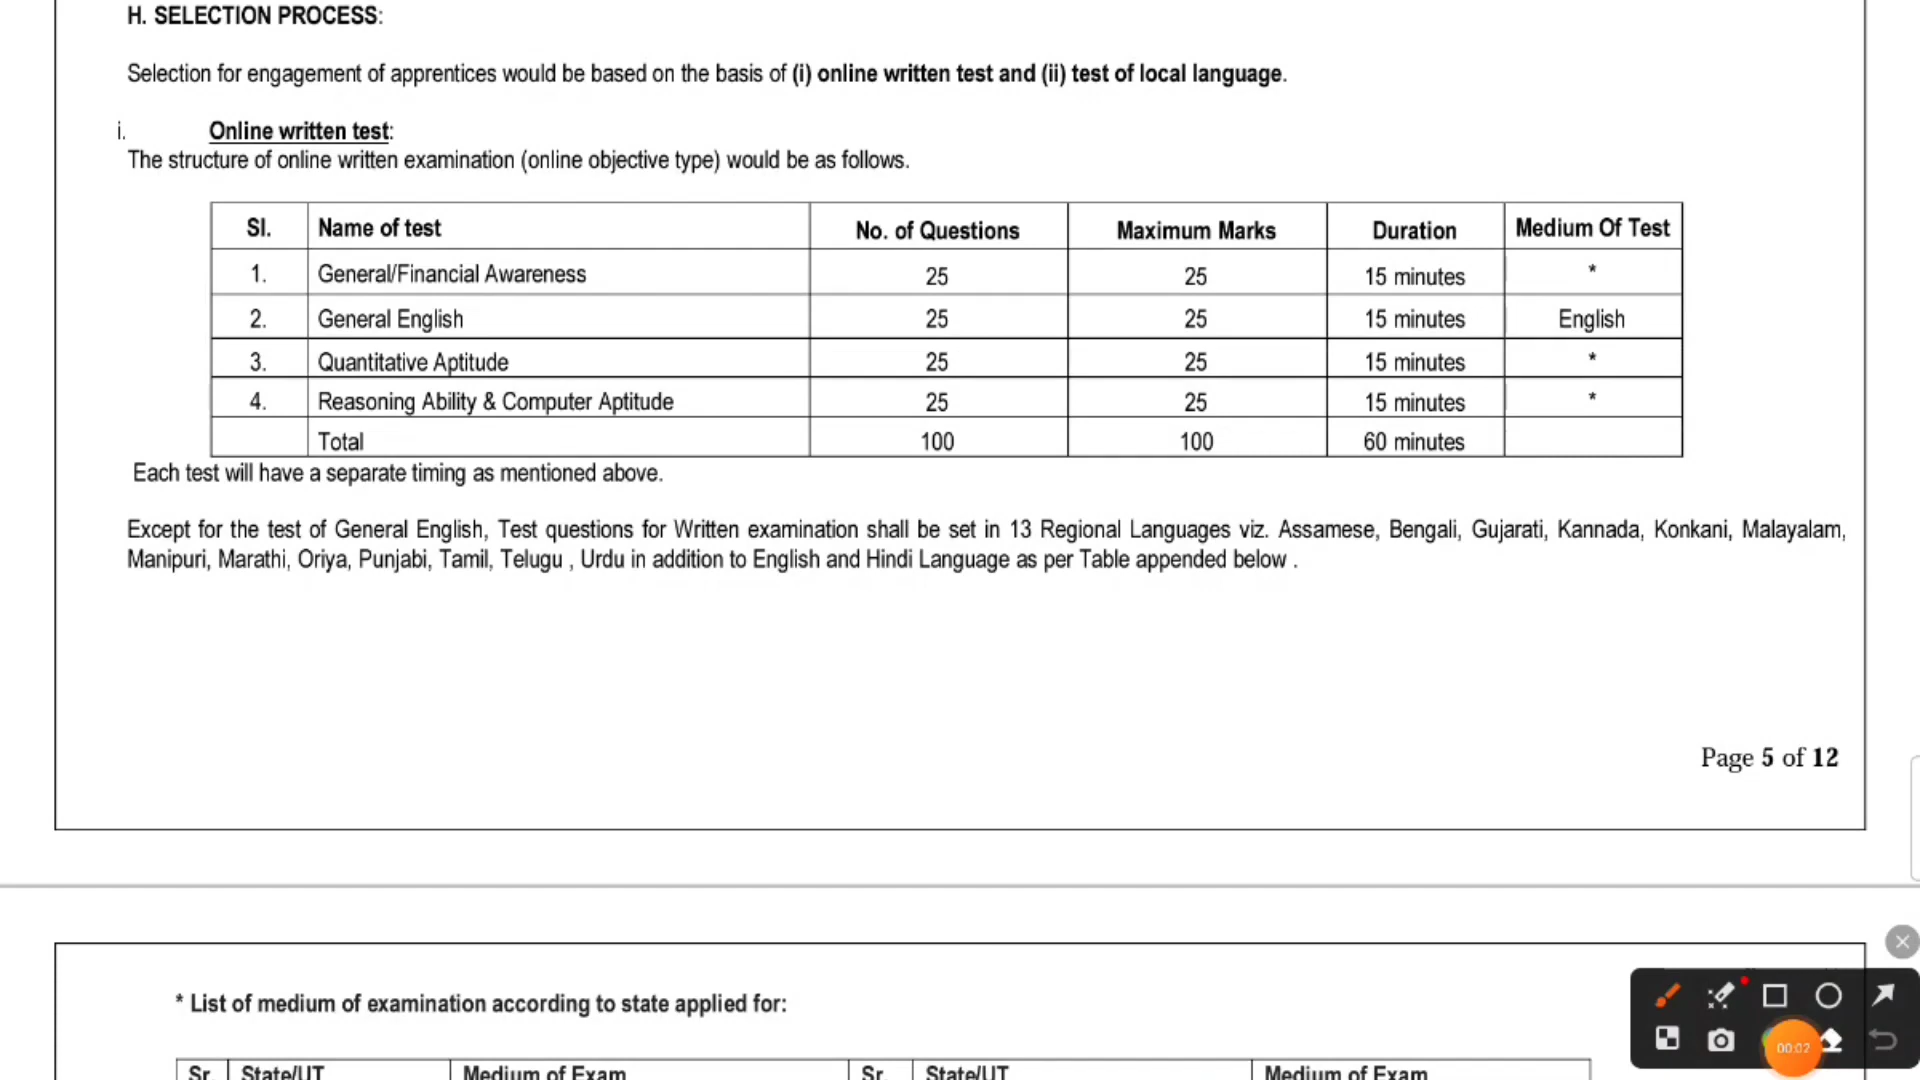 H. SELECTION PROCESS:
Selection for engagement of apprentices would be based on the basis of (i) online written test and (ii) test of local language.
i. Online written test:
The structure of online written examination (online objective type) would be as follows.
Sl. Name of test No. of Questions Maximum Marks Duration Medium Of Test
1. General/Financial Awareness 25 25 15 minutes *
2. General English 25 25 15 minutes English
3. Quantitative Aptitude 25 25 15 minutes *
4. Reasoning Ability & Computer Aptitude 25 25 15 minutes *
Total 100 100 60 minutes
Each test will have a separate timing as mentioned above.
Except for the test of General English, Test questions for Written examination shall be set in 13 Regional Languages viz. Assamese, Bengali, Gujarati, Kannada, Konkani, Malayalam,
Manipuri, Marathi, Oriya, Punjabi, Tamil, Telugu , Urdu in addition to English and Hindi Language as per Table appended below .
Page 5 of 12
* List of medium of examination according to state applied for:
Sr. State/UT Medium of Exam Sr. State/UT Medium of Exam
00:02